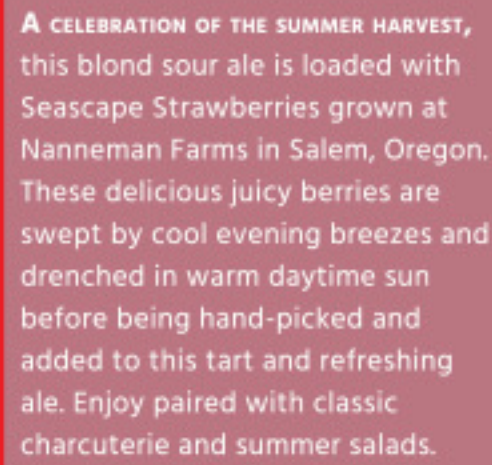 A CELEBRATION OF THE SUMMER HARVEST,
this blond sour ale is loaded with
Seascape Strawberries grown at
Nanneman Farms in Salem, Oregon.
These delicious juicy berries are
swept by cool evening breezes and
drenched in warm daytime sun
before being hand-picked and
added to this tart and refreshing
ale. Enjoy paired with classic
charcuterie and summer salads.